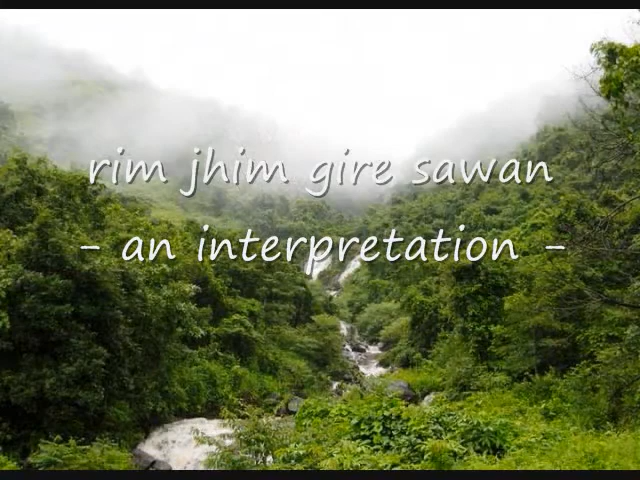 rim jhim gire sawan
- an interpretation -